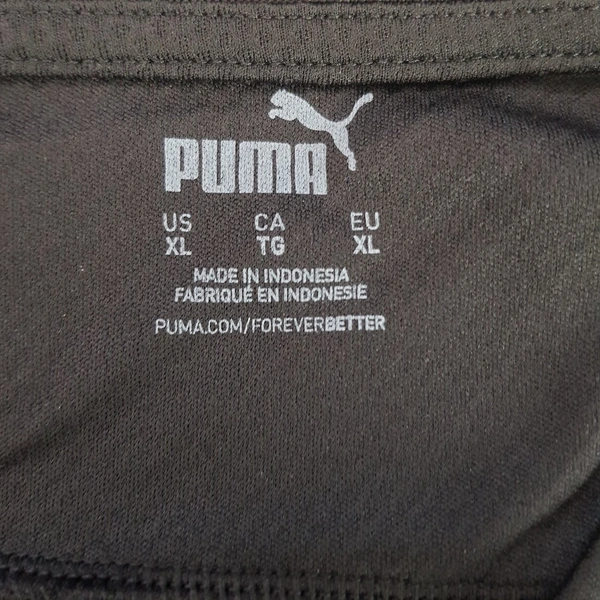 PUMA
US CA EU
XL TG XL
MADE IN INDONESIA
FABRIQUÉ EN INDONESIE
PUMA.COM/FOREVERBETTER